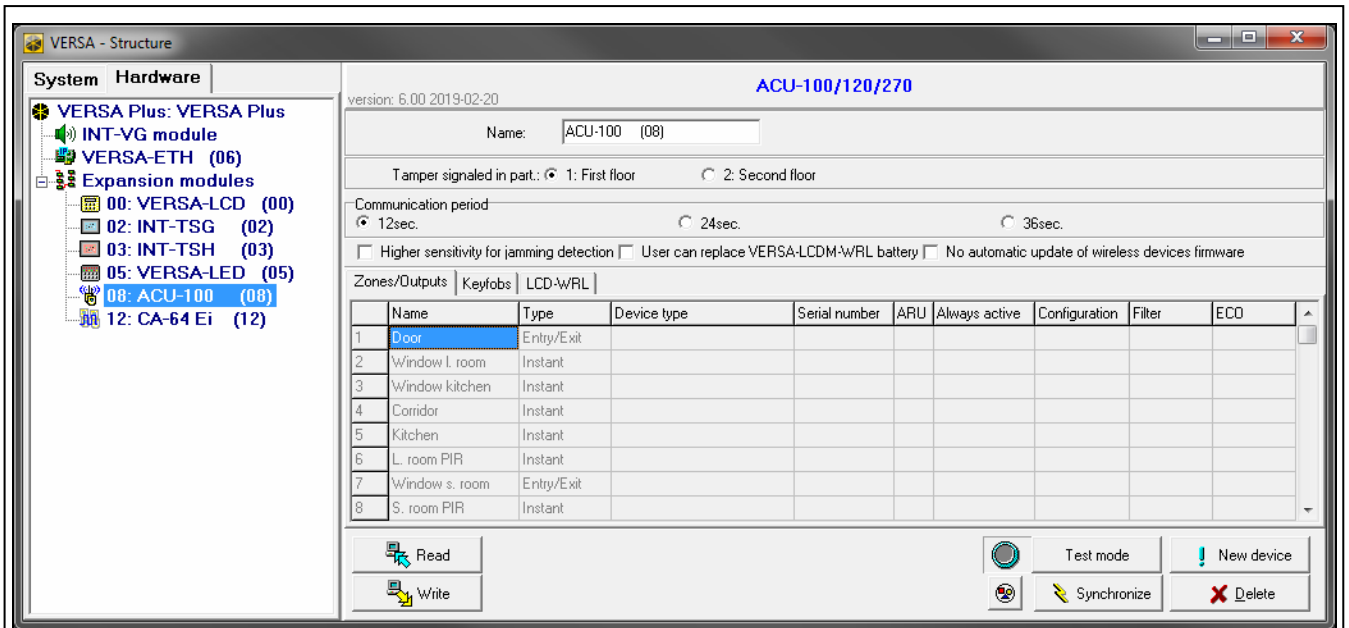 VERSA - Structure
System Hardware
VERSA Plus: VERSA Plus
INT-VG module
VERSA-ETH (06)
Expansion modules
00: VERSA-LCD (00)
02: INT-TSG (02)
03: INT-TSH (03)
05: VERSA-LED (05)
08: ACU-100 (08)
12: CA-64 Ei (12)
ACU-100/120/270
version: 6.00 2019-02-20
Name: ACU-100 (08)
Tamper signaled in part.: 1: First floor 2: Second floor
Communication period
12sec. 24sec. 36sec.
Higher sensitivity for jamming detection User can replace VERSA-LCDM-WRL battery No automatic update of wireless devices firmware
Zones/Outputs Keyfobs LCD-WRL
Name Type Device type Serial number ARU Always active Configuration Filter ECO
1 Door Entry/Exit
2 Window l. room Instant
3 Window kitchen Instant
4 Corridor Instant
5 Kitchen Instant
6 L. room PIR Instant
7 Window s. room Entry/Exit
8 S. room PIR Instant
Read Test mode New device
Write Synchronize Delete